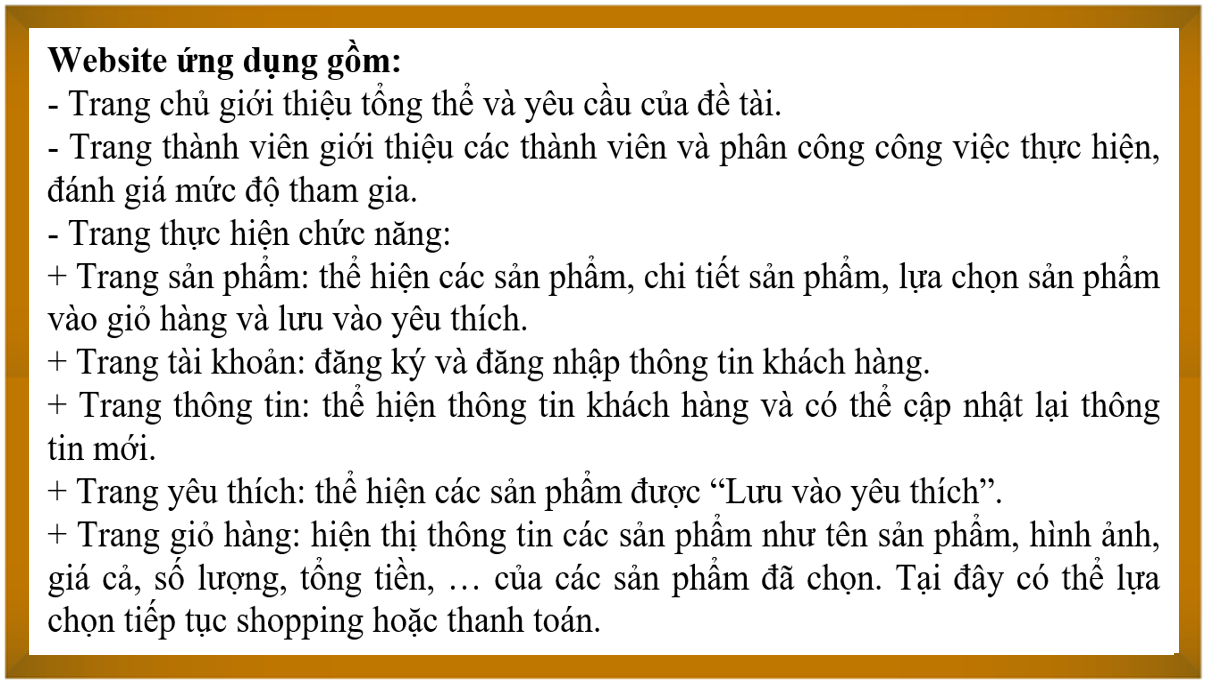 Website ứng dụng gồm:
- Trang chủ giới thiệu tổng thể và yêu cầu của đề tài.
- Trang thành viên giới thiệu các thành viên và phân công công việc thực hiện,
đánh giá mức độ tham gia.
- Trang thực hiện chức năng:
+ Trang sản phẩm: thể hiện các sản phẩm, chi tiết sản phẩm, lựa chọn sản phẩm
vào giỏ hàng và lưu vào yêu thích.
+ Trang tài khoản: đăng ký và đăng nhập thông tin khách hàng.
+ Trang thông tin: thể hiện thông tin khách hàng và có thể cập nhật lại thông
tin mới.
+ Trang yêu thích: thể hiện các sản phẩm được “Lưu vào yêu thích”.
+ Trang giỏ hàng: hiện thị thông tin các sản phẩm như tên sản phẩm, hình ảnh,
giá cả, số lượng, tổng tiền, … của các sản phẩm đã chọn. Tại đây có thể lựa
chọn tiếp tục shopping hoặc thanh toán.